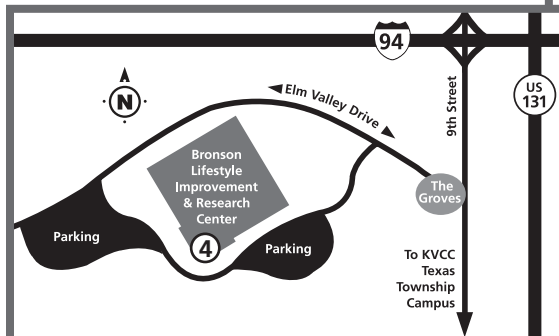 94
N
Elm Valley Drive
9th Street
US
131
Bronson
Lifestyle
Improvement
& Research
Center
4
The
Groves
Parking
Parking
To KVCC
Texas
Township
Campus